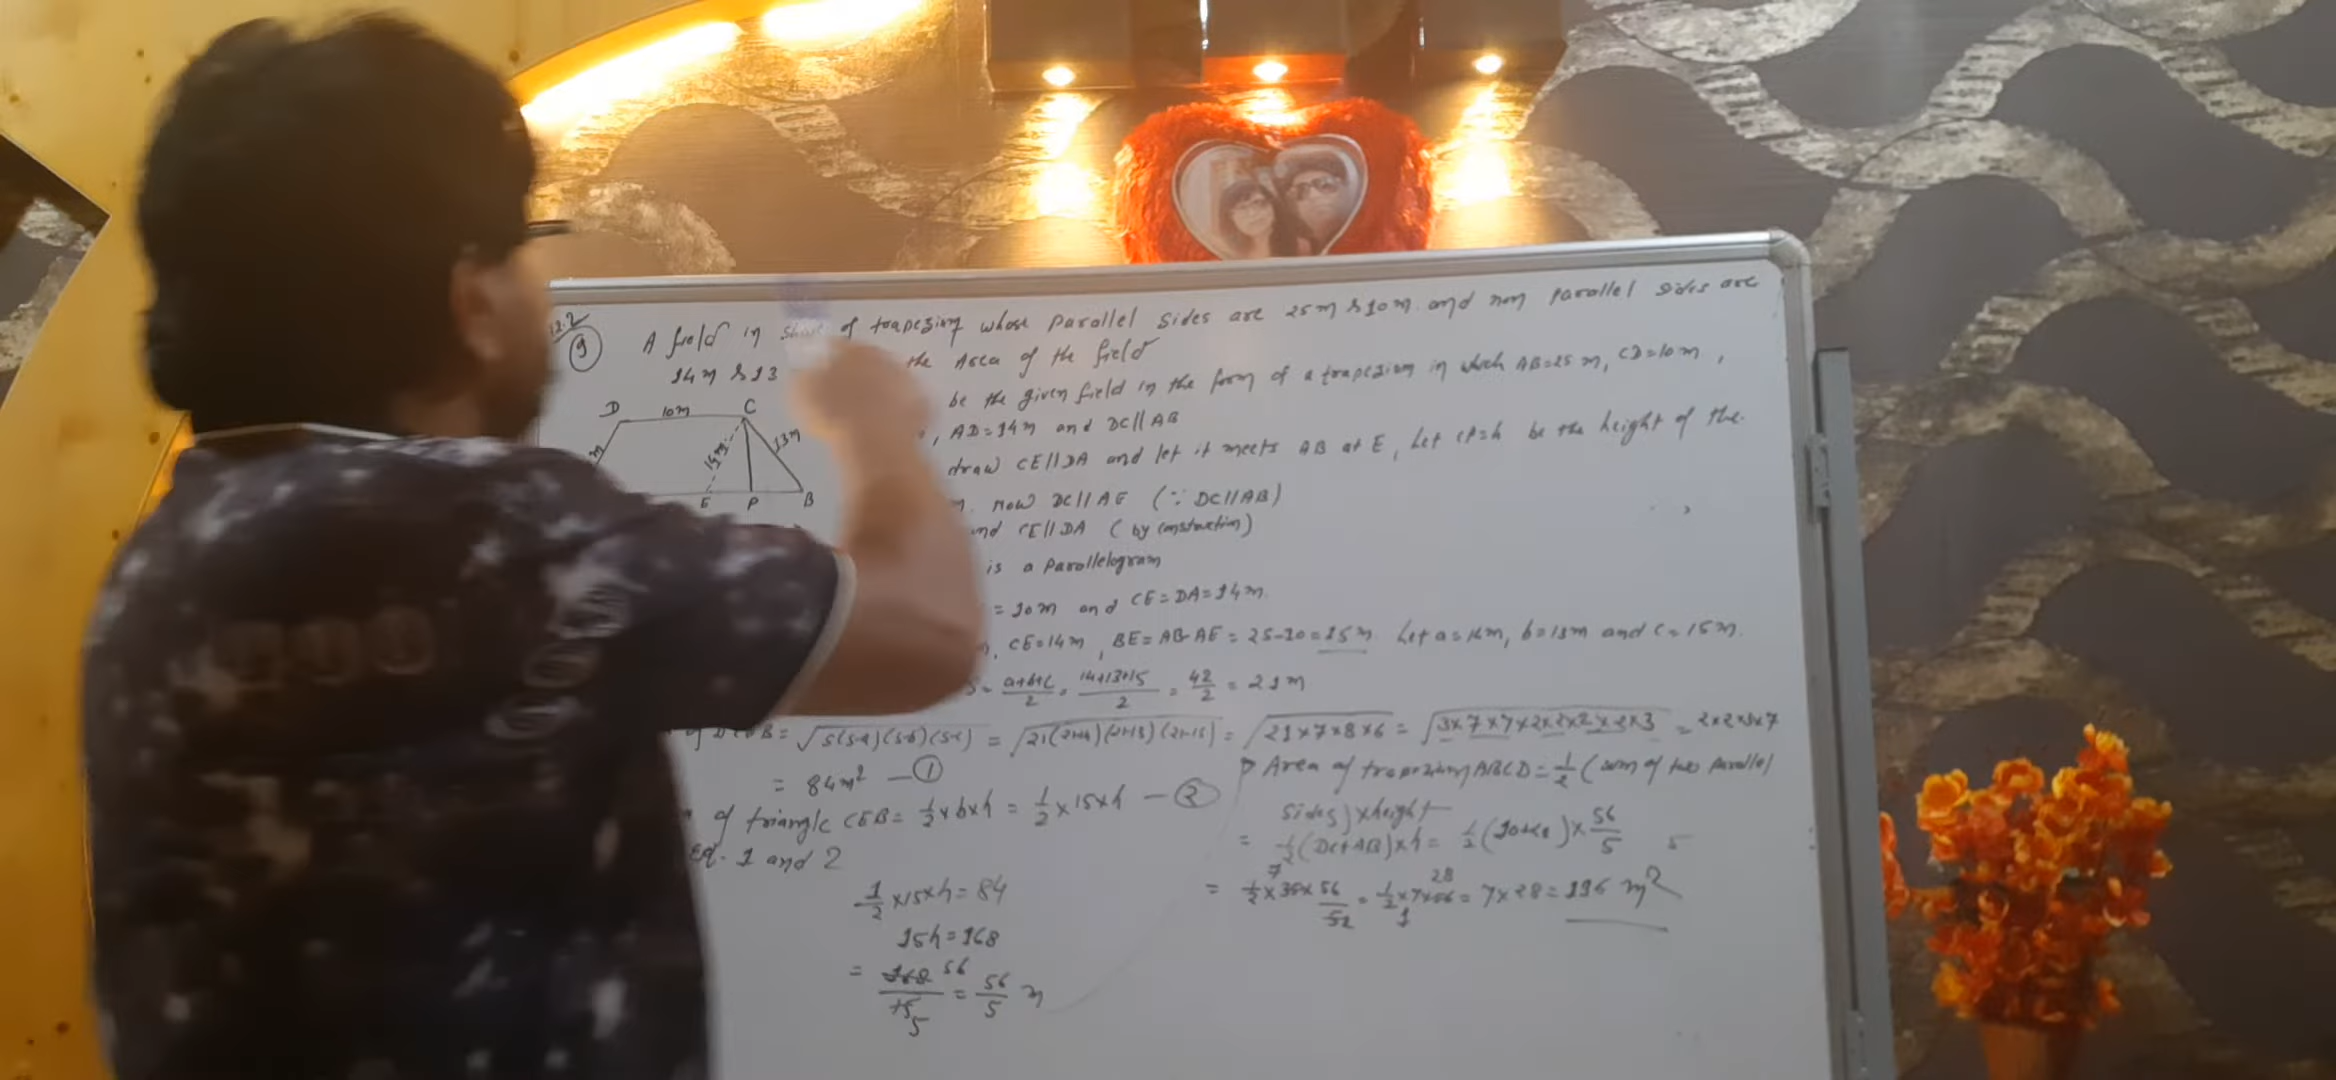 12.2
9 A field in shape of trapezium whose parallel sides are 25m & 10m. and non parallel sides are
14m & 13 the Area of the field
be the given field in the form of a trapezium in which AB=25m, CD=10m,
, AD=14m and DC||AB
draw CE||DA and let it meets AB at E, Let CP=h be the height of the.
now DC||AE (∵ DC||AB)
and CE||DA (by construction)
is a parallelogram
= 10m and CE=DA=14m.
CE=14m, BE=AB-AE=25-10=15m. Let a=14m, b=13m and c=15m.
S= a+b+c/2 = 14+13+15/2 = 42/2 = 21m
B= √s(s-a)(s-b)(s-c) = √21(21-14)(21-13)(21-15) = √21×7×8×6 = √3×7×7×2×2×2×2×3 = 2×2×3×7
= 84m² — ①
of triangle CEB= 1/2×b×h = 1/2×15×h — ②
Eq. 1 and 2
1/2×15×h=84
15h=168
= 168/15 56 5 = 56/5 m
Area of trapezium ABCD= 1/2 (sum of two parallel
sides)×height
= 1/2(DC+AB)×h= × 56/5
5
= 1/2×35×56/5 7 = 1/2×7×56 28 1 = 7×28=196 m²
D 10m C
m 14m 13m
E P B